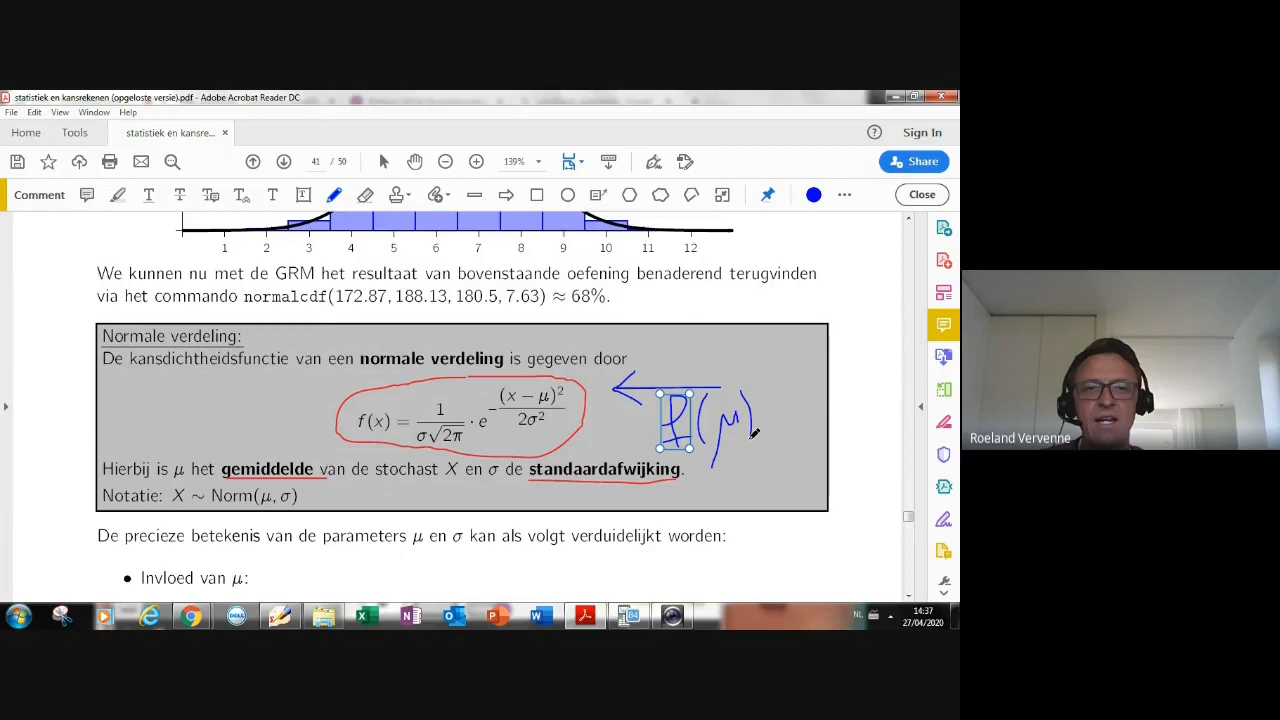 statistiek en kansrekenen (opgeloste versie).pdf - Adobe Acrobat Reader DC
File Edit View Window Help
Home Tools statistiek en kansre... × Sign In
41 / 50 139% Share
Comment Close
1 2 3 4 5 6 7 8 9 10 11 12
We kunnen nu met de GRM het resultaat van bovenstaande oefening benaderend terugvinden
via het commando normalcdf(172.87, 188.13, 180.5, 7.63) ≈ 68%.
Normale verdeling:
De kansdichtheidsfunctie van een normale verdeling is gegeven door
f(x) = 1/(σ√2π) · e^(−(x − μ)²/(2σ²))
P(μ)
Hierbij is μ het gemiddelde van de stochast X en σ de standaardafwijking.
Notatie: X ∼ Norm(μ, σ)
De precieze betekenis van de parameters μ en σ kan als volgt verduidelijkt worden:
• Invloed van μ:
NL 14:37
27/04/2020
Roeland Vervenne